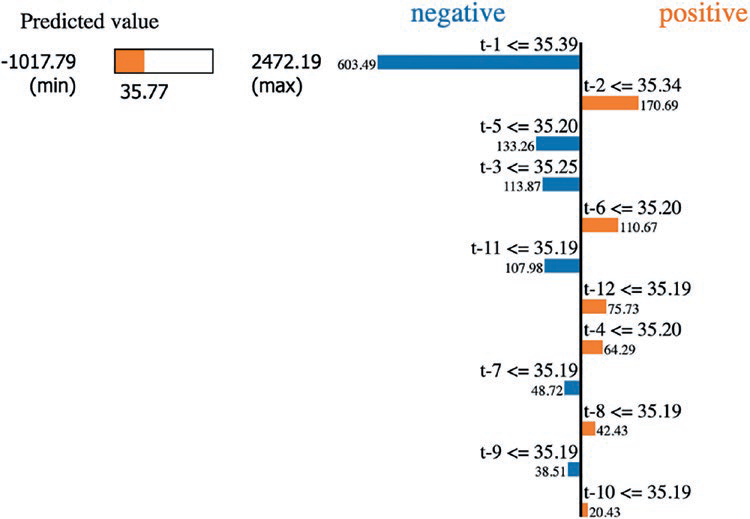 Predicted value
-1017.79
(min)
35.77
2472.19
(max)
negative
positive
t-1 <= 35.39
603.49
t-2 <= 35.34
170.69
t-5 <= 35.20
133.26
t-3 <= 35.25
113.87
t-6 <= 35.20
110.67
t-11 <= 35.19
107.98
t-12 <= 35.19
75.73
t-4 <= 35.20
64.29
t-7 <= 35.19
48.72
t-8 <= 35.19
42.43
t-9 <= 35.19
38.51
t-10 <= 35.19
20.43